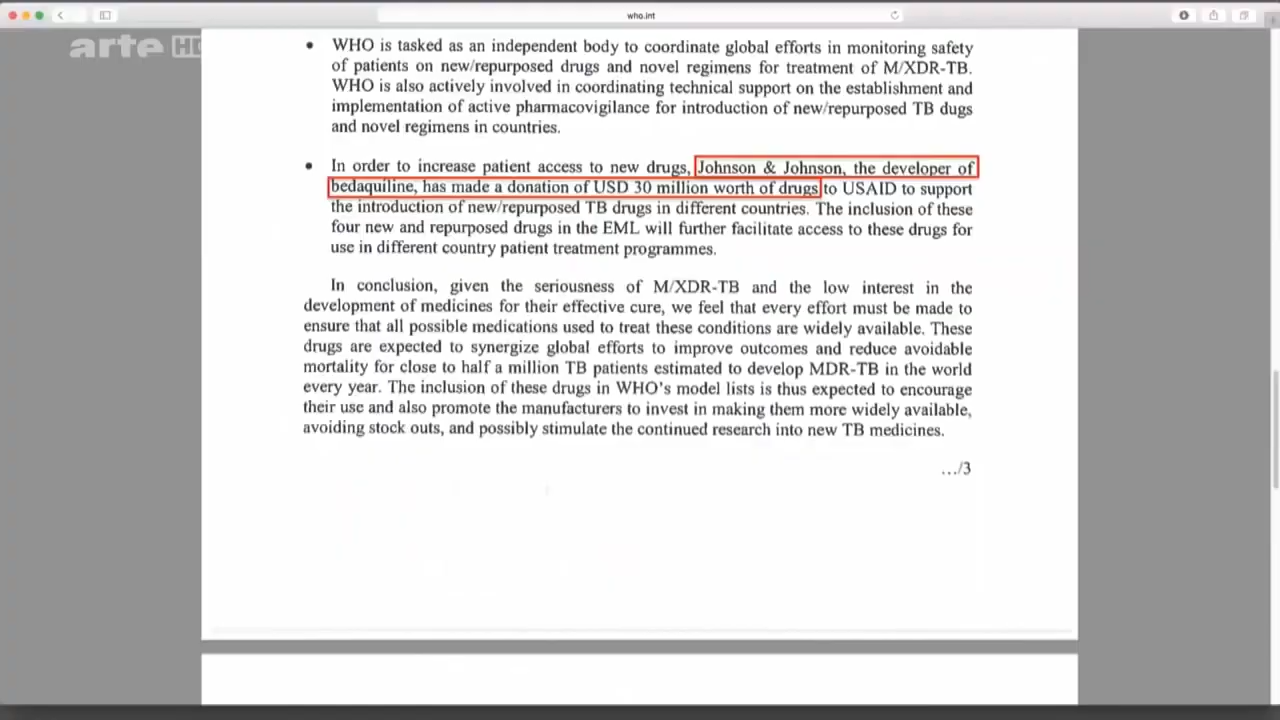 who.int
arte HD
• WHO is tasked as an independent body to coordinate global efforts in monitoring safety
of patients on new/repurposed drugs and novel regimens for treatment of M/XDR-TB.
WHO is also actively involved in coordinating technical support on the establishment and
implementation of active pharmacovigilance for introduction of new/repurposed TB dugs
and novel regimens in countries.
• In order to increase patient access to new drugs, Johnson & Johnson, the developer of
bedaquiline, has made a donation of USD 30 million worth of drugs to USAID to support
the introduction of new/repurposed TB drugs in different countries. The inclusion of these
four new and repurposed drugs in the EML will further facilitate access to these drugs for
use in different country patient treatment programmes.
In conclusion, given the seriousness of M/XDR-TB and the low interest in the
development of medicines for their effective cure, we feel that every effort must be made to
ensure that all possible medications used to treat these conditions are widely available. These
drugs are expected to synergize global efforts to improve outcomes and reduce avoidable
mortality for close to half a million TB patients estimated to develop MDR-TB in the world
every year. The inclusion of these drugs in WHO's model lists is thus expected to encourage
their use and also promote the manufacturers to invest in making them more widely available,
avoiding stock outs, and possibly stimulate the continued research into new TB medicines.
…/3